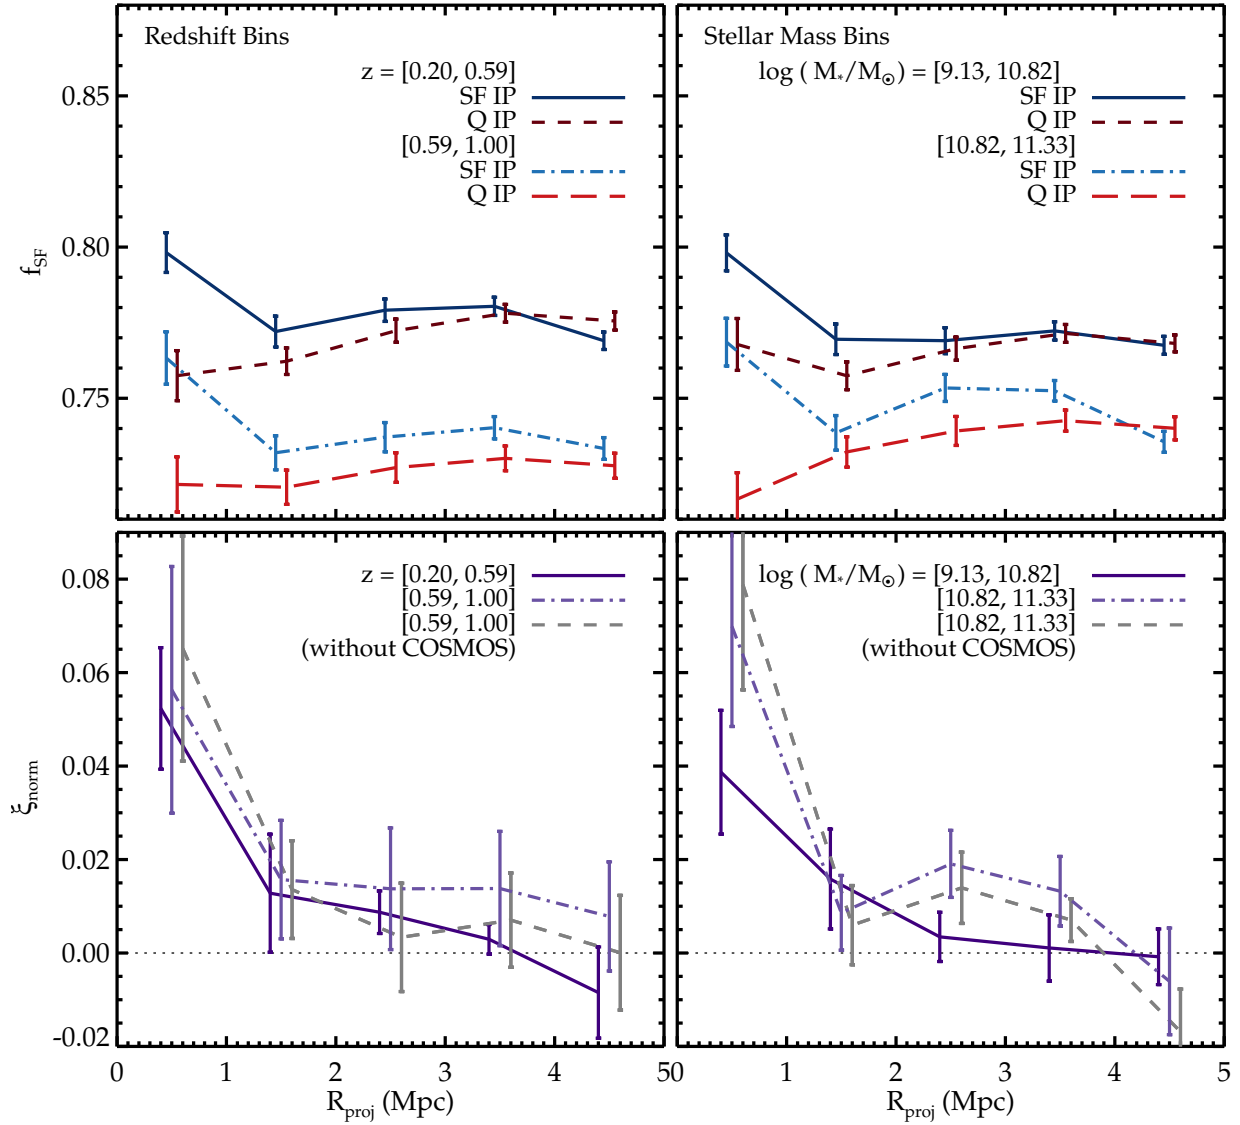 Redshift Bins
z = [0.20, 0.59]
SF IP
Q IP
[0.59, 1.00]
SF IP
Q IP
Stellar Mass Bins
log ( M*/M⊙) = [9.13, 10.82]
SF IP
Q IP
[10.82, 11.33]
SF IP
Q IP
0.85
0.80
0.75
fSF
z = [0.20, 0.59]
[0.59, 1.00]
[0.59, 1.00]
(without COSMOS)
log ( M*/M⊙) = [9.13, 10.82]
[10.82, 11.33]
[10.82, 11.33]
(without COSMOS)
0.08
0.06
0.04
0.02
0.00
-0.02
ξnorm
0 1 2 3 4 50 1 2 3 4 5
Rproj (Mpc) Rproj (Mpc)